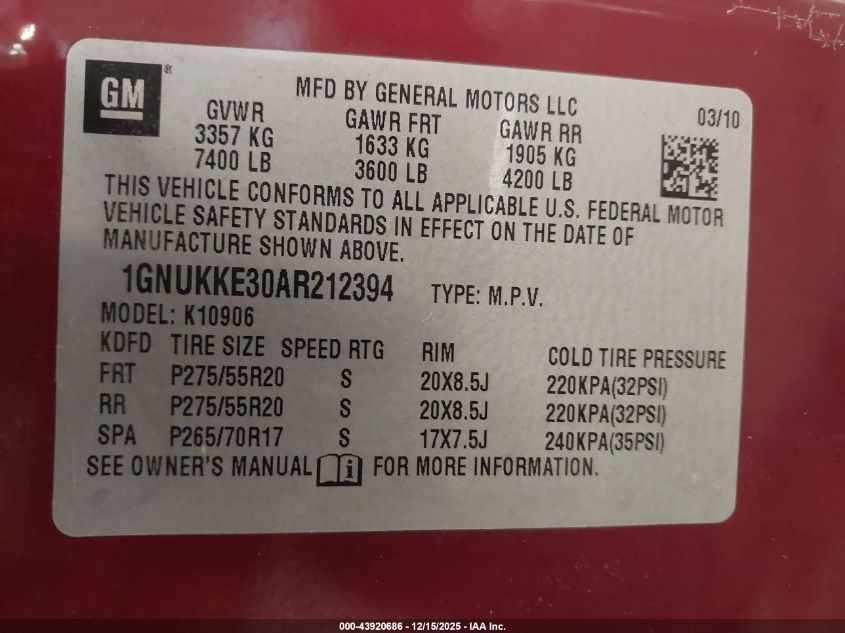 GM®
MFD BY GENERAL MOTORS LLC
03/10
GVWR GAWR FRT GAWR RR
3357 KG 1633 KG 1905 KG
7400 LB 3600 LB 4200 LB
THIS VEHICLE CONFORMS TO ALL APPLICABLE U.S. FEDERAL MOTOR
VEHICLE SAFETY STANDARDS IN EFFECT ON THE DATE OF
MANUFACTURE SHOWN ABOVE.
1GNUKKE30AR212394 TYPE: M.P.V.
MODEL: K10906
KDFD TIRE SIZE SPEED RTG RIM COLD TIRE PRESSURE
FRT P275/55R20 S 20X8.5J 220KPA(32PSI)
RR P275/55R20 S 20X8.5J 220KPA(32PSI)
SPA P265/70R17 S 17X7.5J 240KPA(35PSI)
SEE OWNER'S MANUAL i FOR MORE INFORMATION.
000-43920686 - 12/15/2025 - IAA Inc.